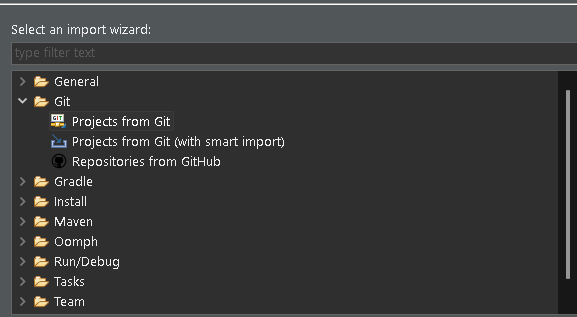 Select an import wizard:
type filter text
General
Git
GIT
Projects from Git
Projects from Git (with smart import)
Repositories from GitHub
Gradle
Install
Maven
Oomph
Run/Debug
Tasks
Team